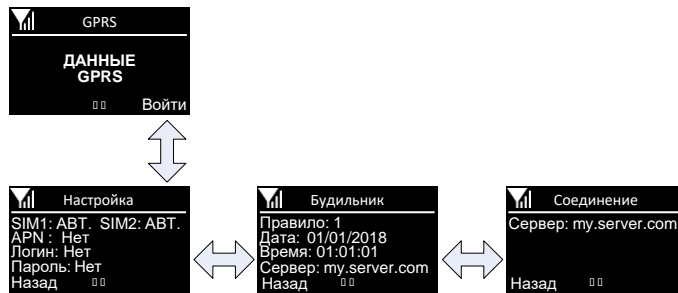 GPRS
ДАННЫЕ
GPRS
Войти
Настройка
SIM1: АВТ. SIM2: АВТ.
APN : Нет
Логин: Нет
Пароль: Нет
Назад
Будильник
Правило: 1
Дата: 01/01/2018
Время: 01:01:01
Сервер: my.server.com
Назад
Соединение
Сервер: my.server.com
Назад